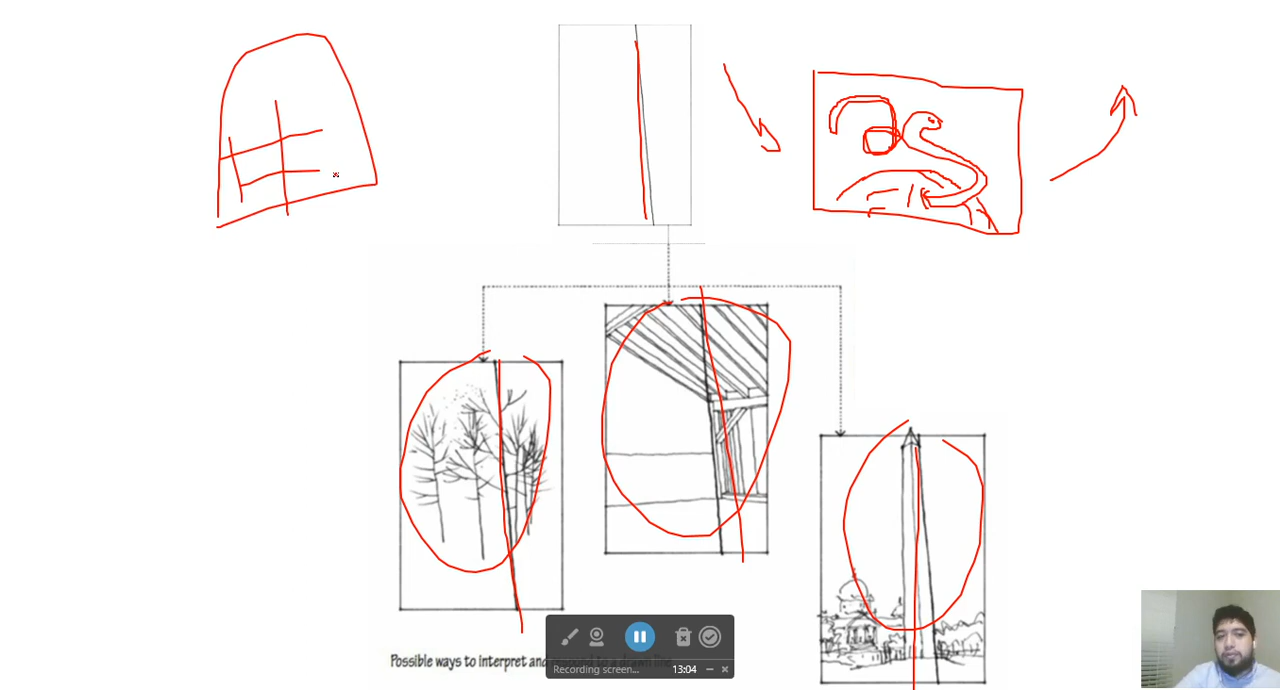 Possible ways to interpret and
Recording screen... 13:04